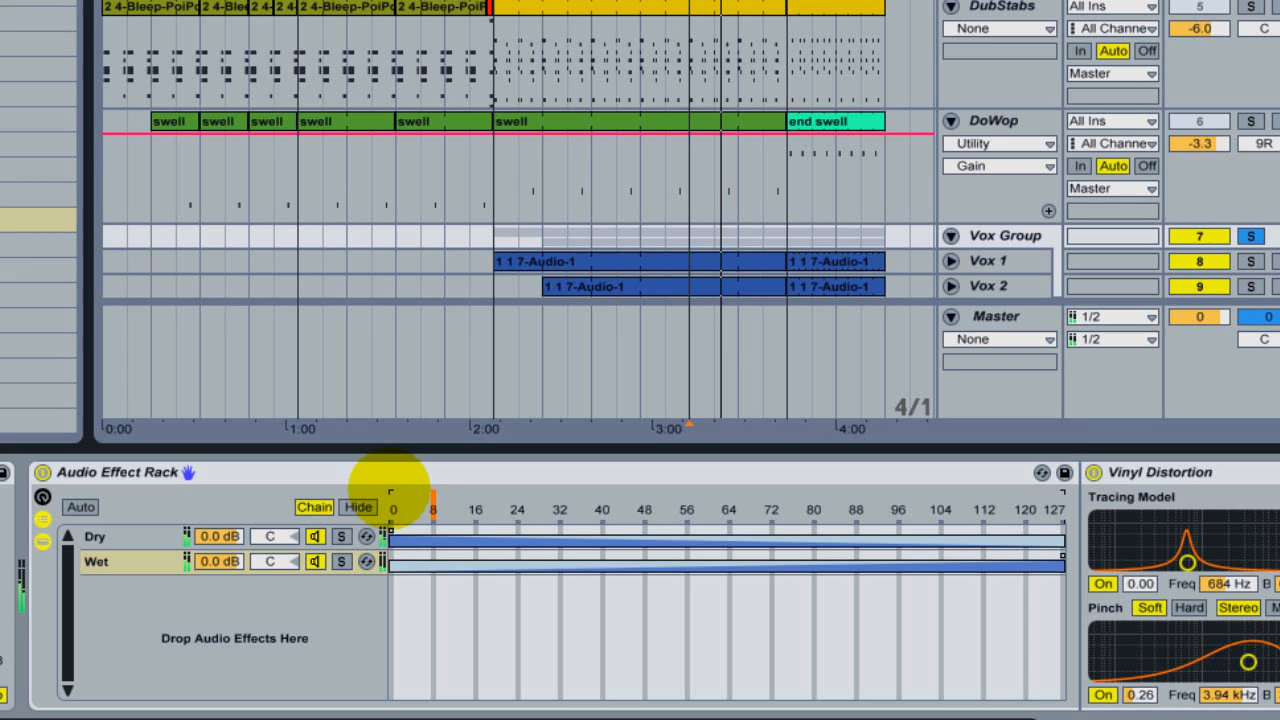 2 4-Bleep-PoiPo 2 4-Blee 2 4- 2 4- 2 4-Bleep-PoiPo 2 4-Bleep-PoiP DubStabs All Ins 5 S
None All Channe -6.0 C
In Auto Off
Master
swell swell swell swell swell swell end swell DoWop All Ins 6 S
Utility All Channe -3.3 9R
Gain In Auto Off
Master
Vox Group 7 S
1 1 7-Audio-1 1 1 7-Audio-1 Vox 1 8 S
1 1 7-Audio-1 1 1 7-Audio-1 Vox 2 9 S
Master 1/2 0 0
None 1/2 C
4/1
0:00 1:00 2:00 3:00 4:00
Audio Effect Rack Vinyl Distortion
Tracing Model
Auto Chain Hide 0 8 16 24 32 40 48 56 64 72 80 88 96 104 112 120 127
Dry 0.0 dB C S
Wet 0.0 dB C S
On 0.00 Freq 684 Hz B
Pinch Soft Hard Stereo M
Drop Audio Effects Here
On 0.26 Freq 3.94 kHz B